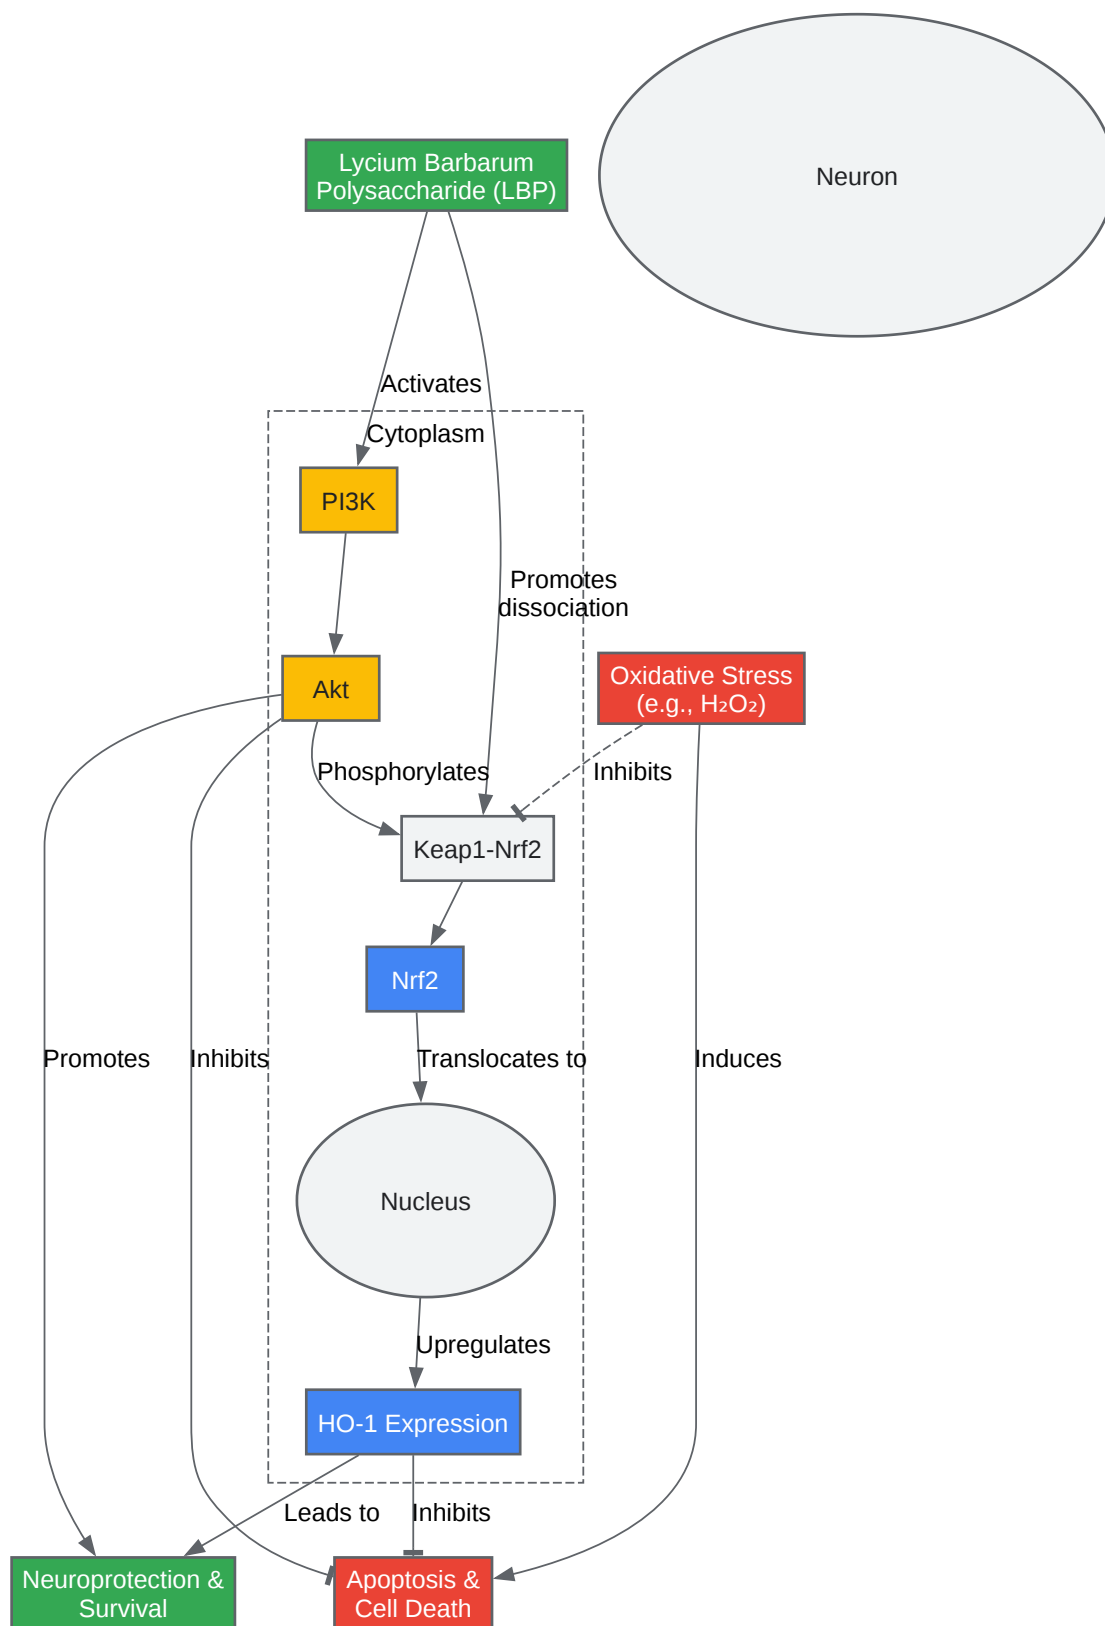 Lycium Barbarum
Polysaccharide (LBP)
Neuron
Activates
Cytoplasm
PI3K
Promotes
dissociation
Akt
Oxidative Stress
(e.g., H₂O₂)
Phosphorylates
Inhibits
Keap1-Nrf2
Nrf2
Promotes
Inhibits
Translocates to
Induces
Nucleus
Upregulates
HO-1 Expression
Leads to
Inhibits
Neuroprotection &
Survival
Apoptosis &
Cell Death